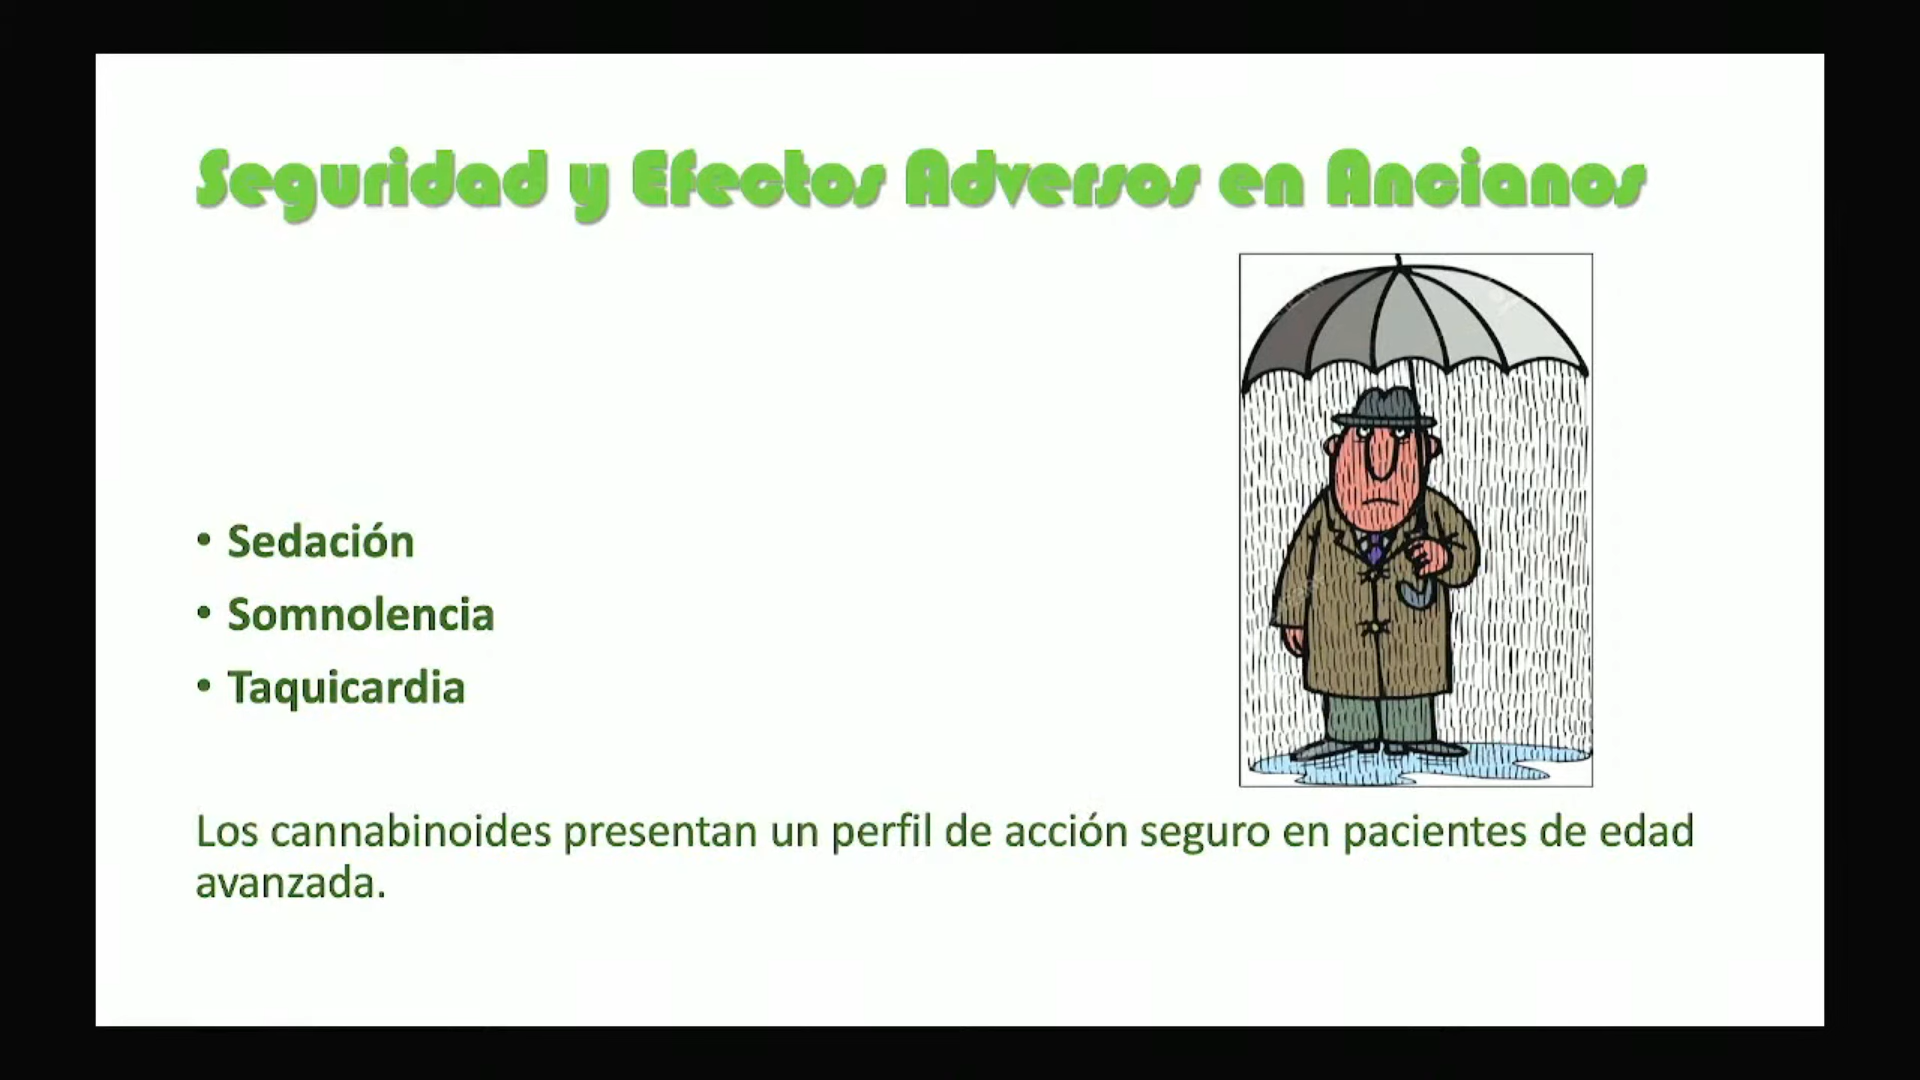 Seguridad y Efectos Adversos en Ancianos
• Sedación
• Somnolencia
• Taquicardia
Los cannabinoides presentan un perfil de acción seguro en pacientes de edad
avanzada.